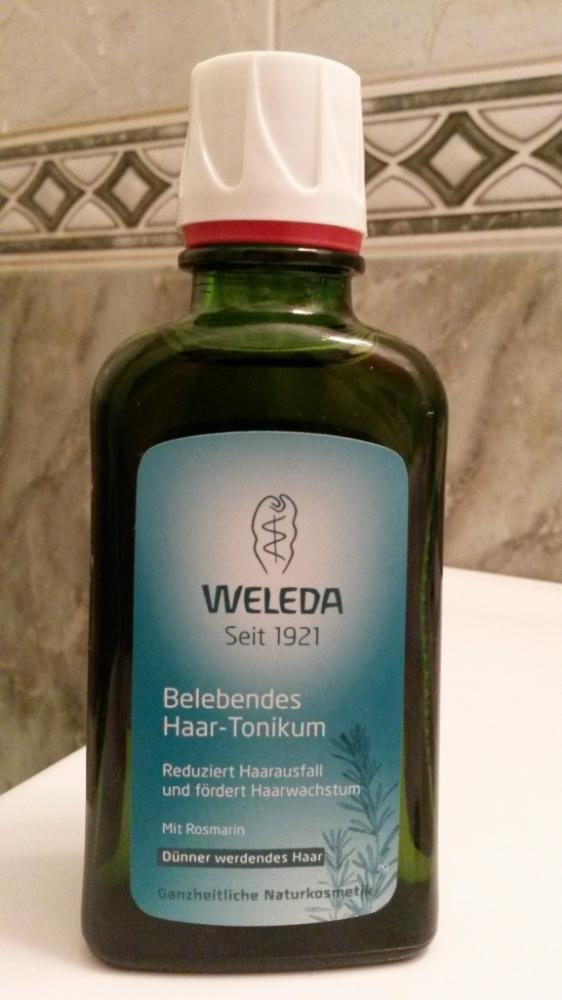 WELEDA
Seit 1921
Belebendes
Haar-Tonikum
Reduziert Haarausfall
und fördert Haarwachstum
Mit Rosmarin
Dünner werdendes Haar
Ganzheitliche Naturkosmetik